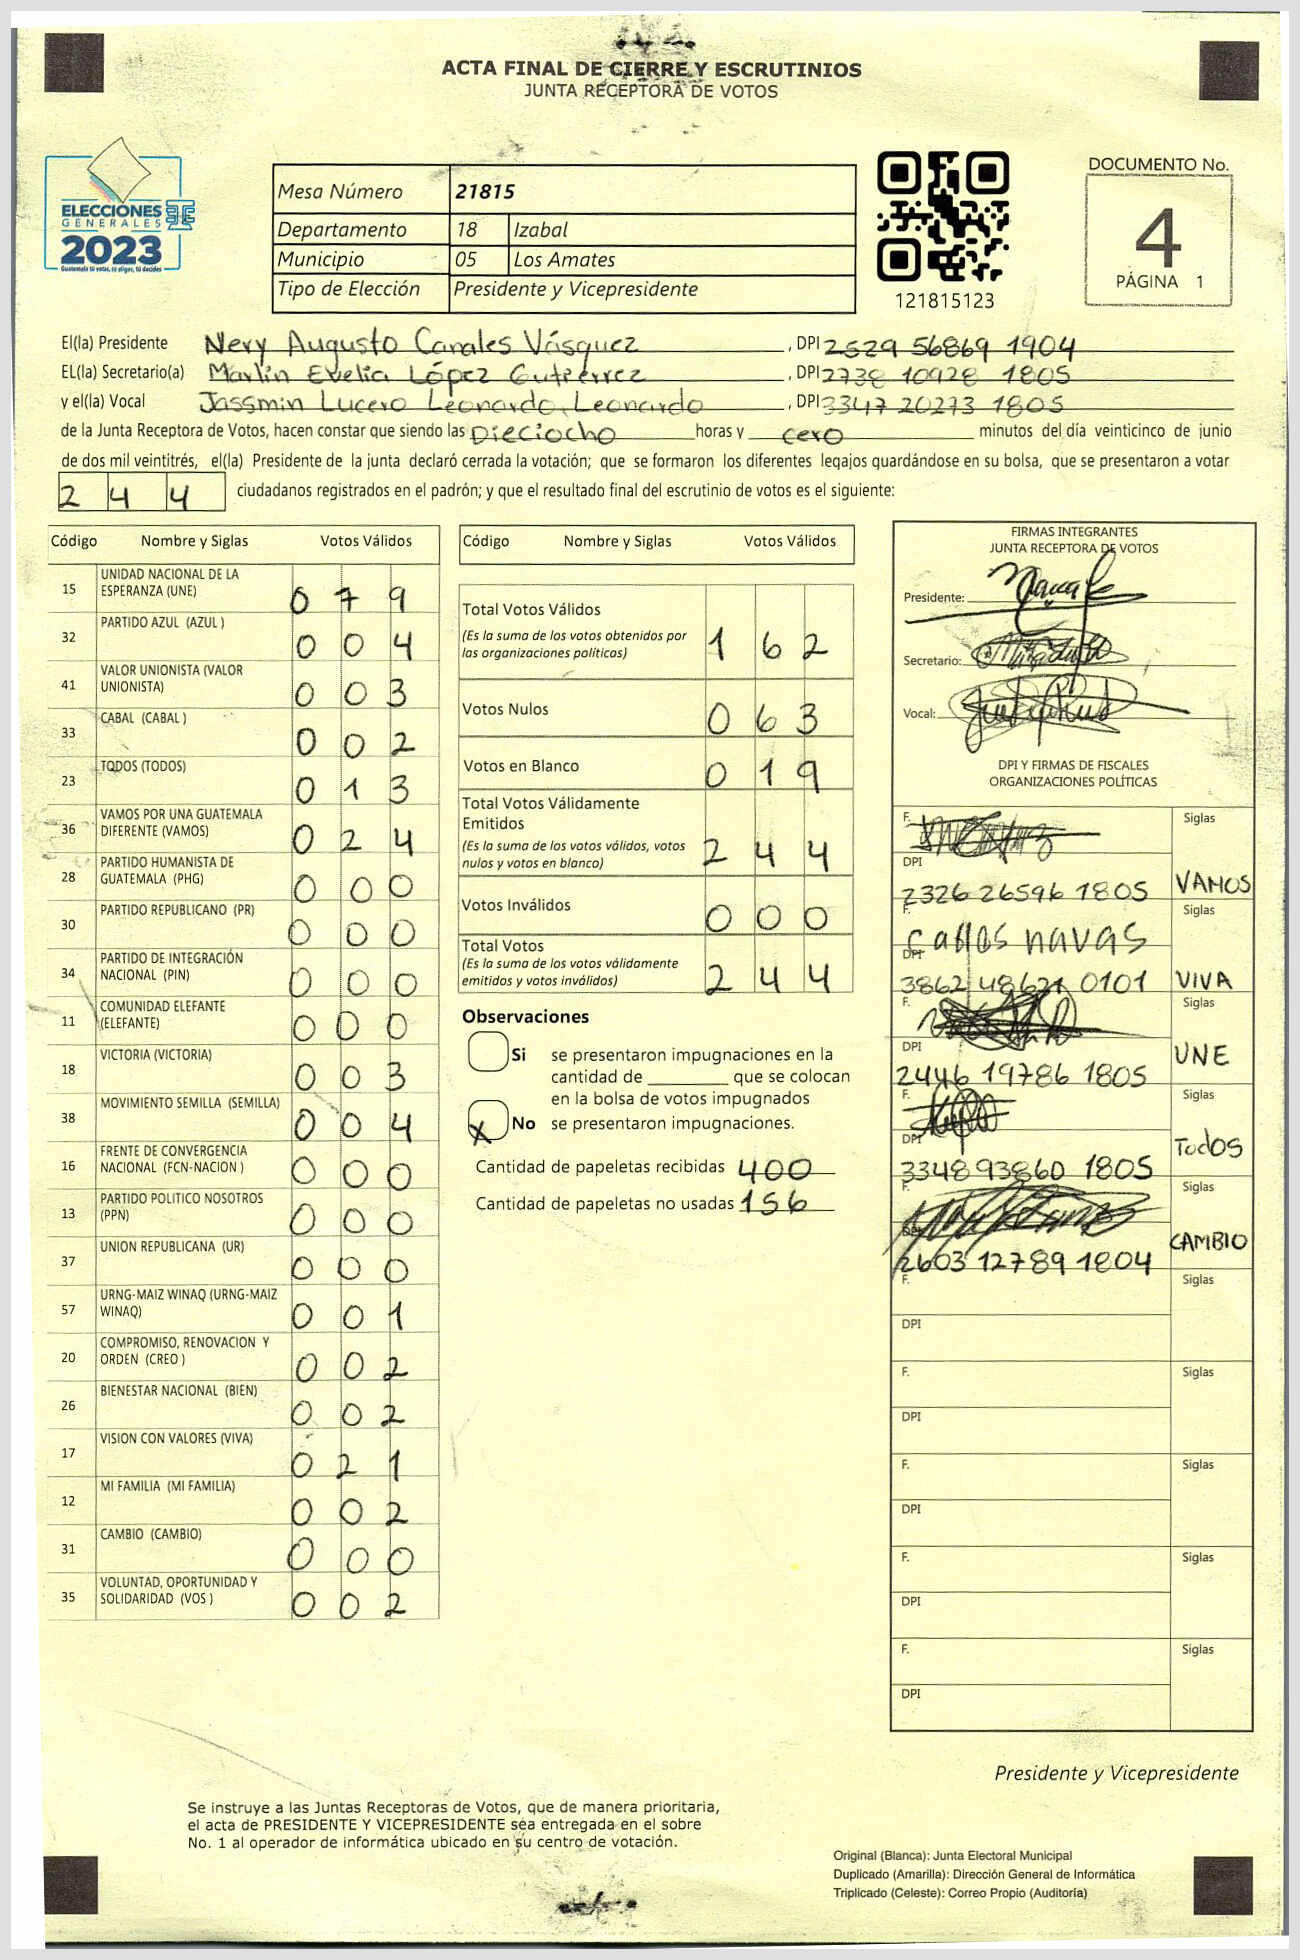 ACTA FINAL DE CIERRE Y ESCRUTINIOS
JUNTA RECEPTORA DE VOTOS
ELECCIONES
GENERALES
2023
Guatemala tú votas, tú eliges, tú decides
Mesa Número 21815
Departamento 18 Izabal
Municipio 05 Los Amates
Tipo de Elección Presidente y Vicepresidente
121815123
DOCUMENTO No.
4
PÁGINA 1
El(la) Presidente Nery Augusto Canales Vásquez , DPI 2529 56869 1904
EL(la) Secretario(a) Marlin Evelia López Gutierrez , DPI 2738 10928 1805
y el(la) Vocal Jassmin Lucero Leonardo Leonardo , DPI 3347 20273 1805
de la Junta Receptora de Votos, hacen constar que siendo las Dieciocho horas y cero minutos del día veinticinco de junio
de dos mil veintitrés, el(la) Presidente de la junta declaró cerrada la votación; que se formaron los diferentes legajos guardándose en su bolsa, que se presentaron a votar
244 ciudadanos registrados en el padrón; y que el resultado final del escrutinio de votos es el siguiente:
Código Nombre y Siglas Votos Válidos
15 UNIDAD NACIONAL DE LA ESPERANZA (UNE) 0 7 9
32 PARTIDO AZUL (AZUL ) 0 0 4
41 VALOR UNIONISTA (VALOR UNIONISTA) 0 0 3
33 CABAL (CABAL ) 0 0 2
23 TODOS (TODOS) 0 1 3
36 VAMOS POR UNA GUATEMALA DIFERENTE (VAMOS) 0 2 4
28 PARTIDO HUMANISTA DE GUATEMALA (PHG) 0 0 0
30 PARTIDO REPUBLICANO (PR) 0 0 0
34 PARTIDO DE INTEGRACIÓN NACIONAL (PIN) 0 0 0
11 COMUNIDAD ELEFANTE (ELEFANTE) 0 0 0
18 VICTORIA (VICTORIA) 0 0 3
38 MOVIMIENTO SEMILLA (SEMILLA) 0 0 4
16 FRENTE DE CONVERGENCIA NACIONAL (FCN-NACION ) 0 0 0
13 PARTIDO POLITICO NOSOTROS (PPN) 0 0 0
37 UNION REPUBLICANA (UR) 0 0 0
57 URNG-MAIZ WINAQ (URNG-MAIZ WINAQ) 0 0 1
20 COMPROMISO, RENOVACION Y ORDEN (CREO ) 0 0 2
26 BIENESTAR NACIONAL (BIEN) 0 0 2
17 VISION CON VALORES (VIVA) 0 2 1
12 MI FAMILIA (MI FAMILIA) 0 0 2
31 CAMBIO (CAMBIO) 0 0 0
35 VOLUNTAD, OPORTUNIDAD Y SOLIDARIDAD (VOS ) 0 0 2
Código Nombre y Siglas Votos Válidos
Total Votos Válidos
(Es la suma de los votos obtenidos por
las organizaciones políticas) 1 6 2
Votos Nulos 0 6 3
Votos en Blanco 0 1 9
Total Votos Válidamente
Emitidos
(Es la suma de los votos válidos, votos
nulos y votos en blanco) 2 4 4
Votos Inválidos 0 0 0
Total Votos
(Es la suma de los votos válidamente
emitidos y votos inválidos) 2 4 4
Observaciones
Si se presentaron impugnaciones en la
cantidad de ________ que se colocan
en la bolsa de votos impugnados
X No se presentaron impugnaciones.
Cantidad de papeletas recibidas 400
Cantidad de papeletas no usadas 156
FIRMAS INTEGRANTES
JUNTA RECEPTORA DE VOTOS
Presidente:
Secretario:
Vocal:
DPI Y FIRMAS DE FISCALES
ORGANIZACIONES POLÍTICAS
F. Siglas
DPI
2326 26596 1805 VAMOS
F. Carlos navas Siglas
DPI
3862 48621 0101 VIVA
F. Siglas
DPI UNE
2446 19786 1805
F. Siglas
DPI Todos
3348 93860 1805
F. Siglas
DPI CAMBIO
2603 12789 1804
F. Siglas
DPI
F. Siglas
DPI
F. Siglas
DPI
F. Siglas
DPI
F. Siglas
DPI
Presidente y Vicepresidente
Se instruye a las Juntas Receptoras de Votos, que de manera prioritaria,
el acta de PRESIDENTE Y VICEPRESIDENTE sea entregada en el sobre
No. 1 al operador de informática ubicado en su centro de votación.
Original (Blanca): Junta Electoral Municipal
Duplicado (Amarilla): Dirección General de Informática
Triplicado (Celeste): Correo Propio (Auditoría)